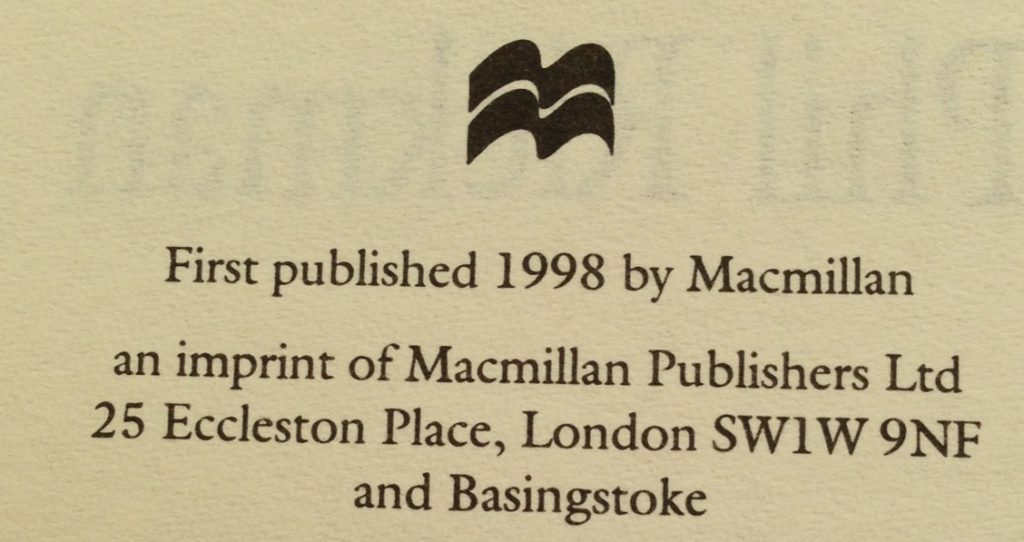 First published 1998 by Macmillan
an imprint of Macmillan Publishers Ltd
25 Eccleston Place, London SW1W 9NF
and Basingstoke